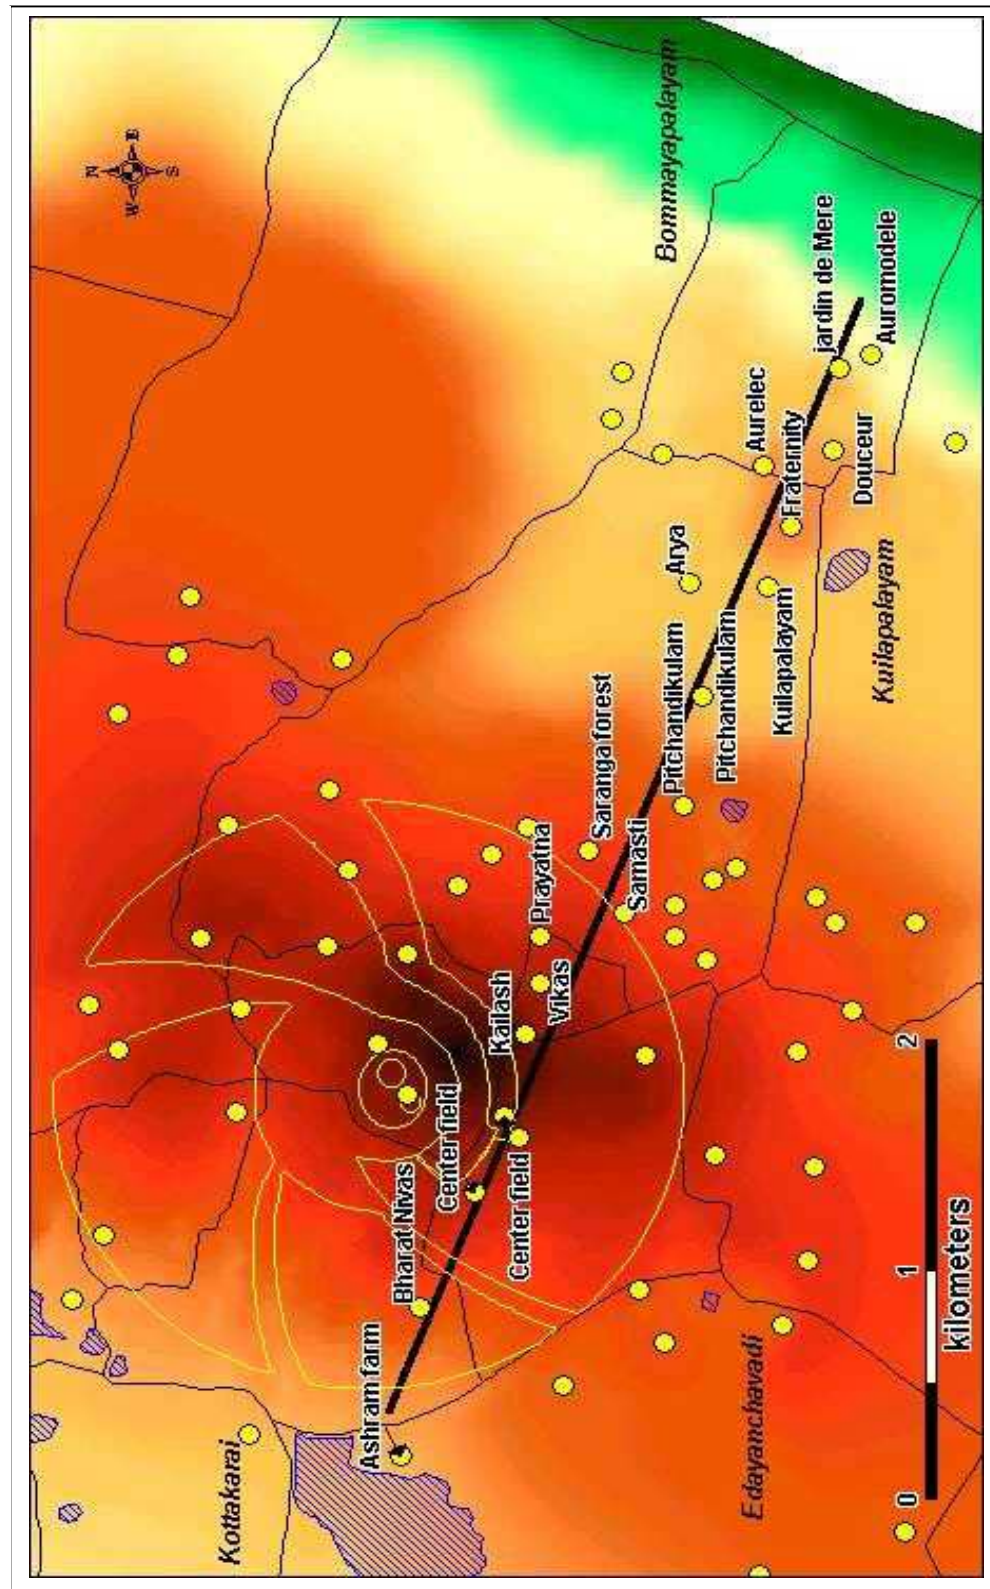 N
W
E
S
Bommayapalayam
jardin de Mere
Auromodele
Aurelec
Fraternity
Douceur
Arya
Kuilapalayam
Kuilapalayam
Pitchandikulam
Pitchandikulam
Saranga forest
Samasti
Prayatna
Vikas
Kailash
Center field
Center field
Bharat Nivas
Ashram farm
Kottakarai
Edayanchavadi
0
1
2
kilometers